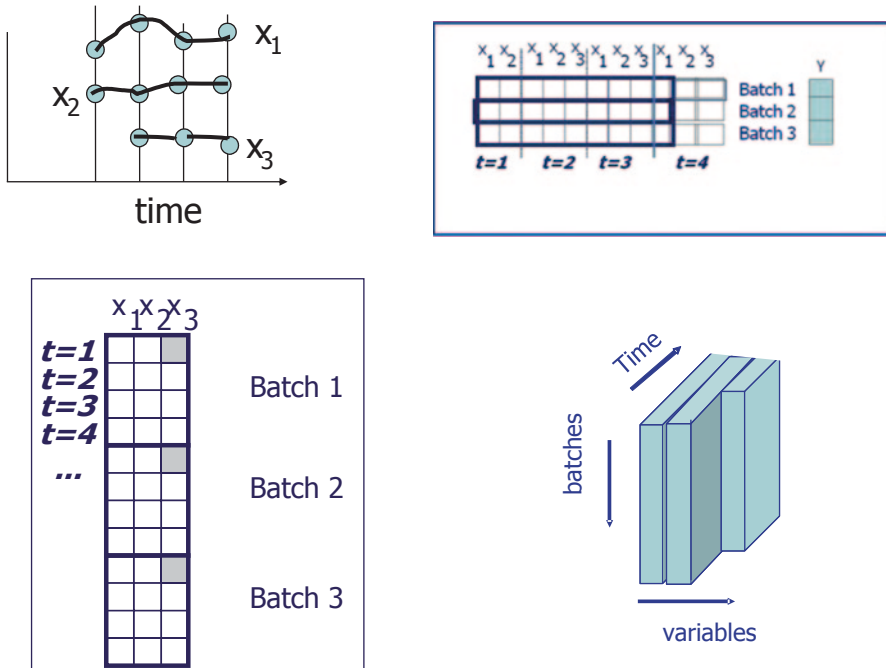 x1
x2
x3
time
x1 x2 x1 x2 x3 x1 x2 x3 x1 x2 x3
Y
Batch 1
Batch 2
Batch 3
t=1 t=2 t=3 t=4
x1 x2 x3
t=1
t=2
t=3
t=4
...
Batch 1
Batch 2
Batch 3
Time
batches
variables